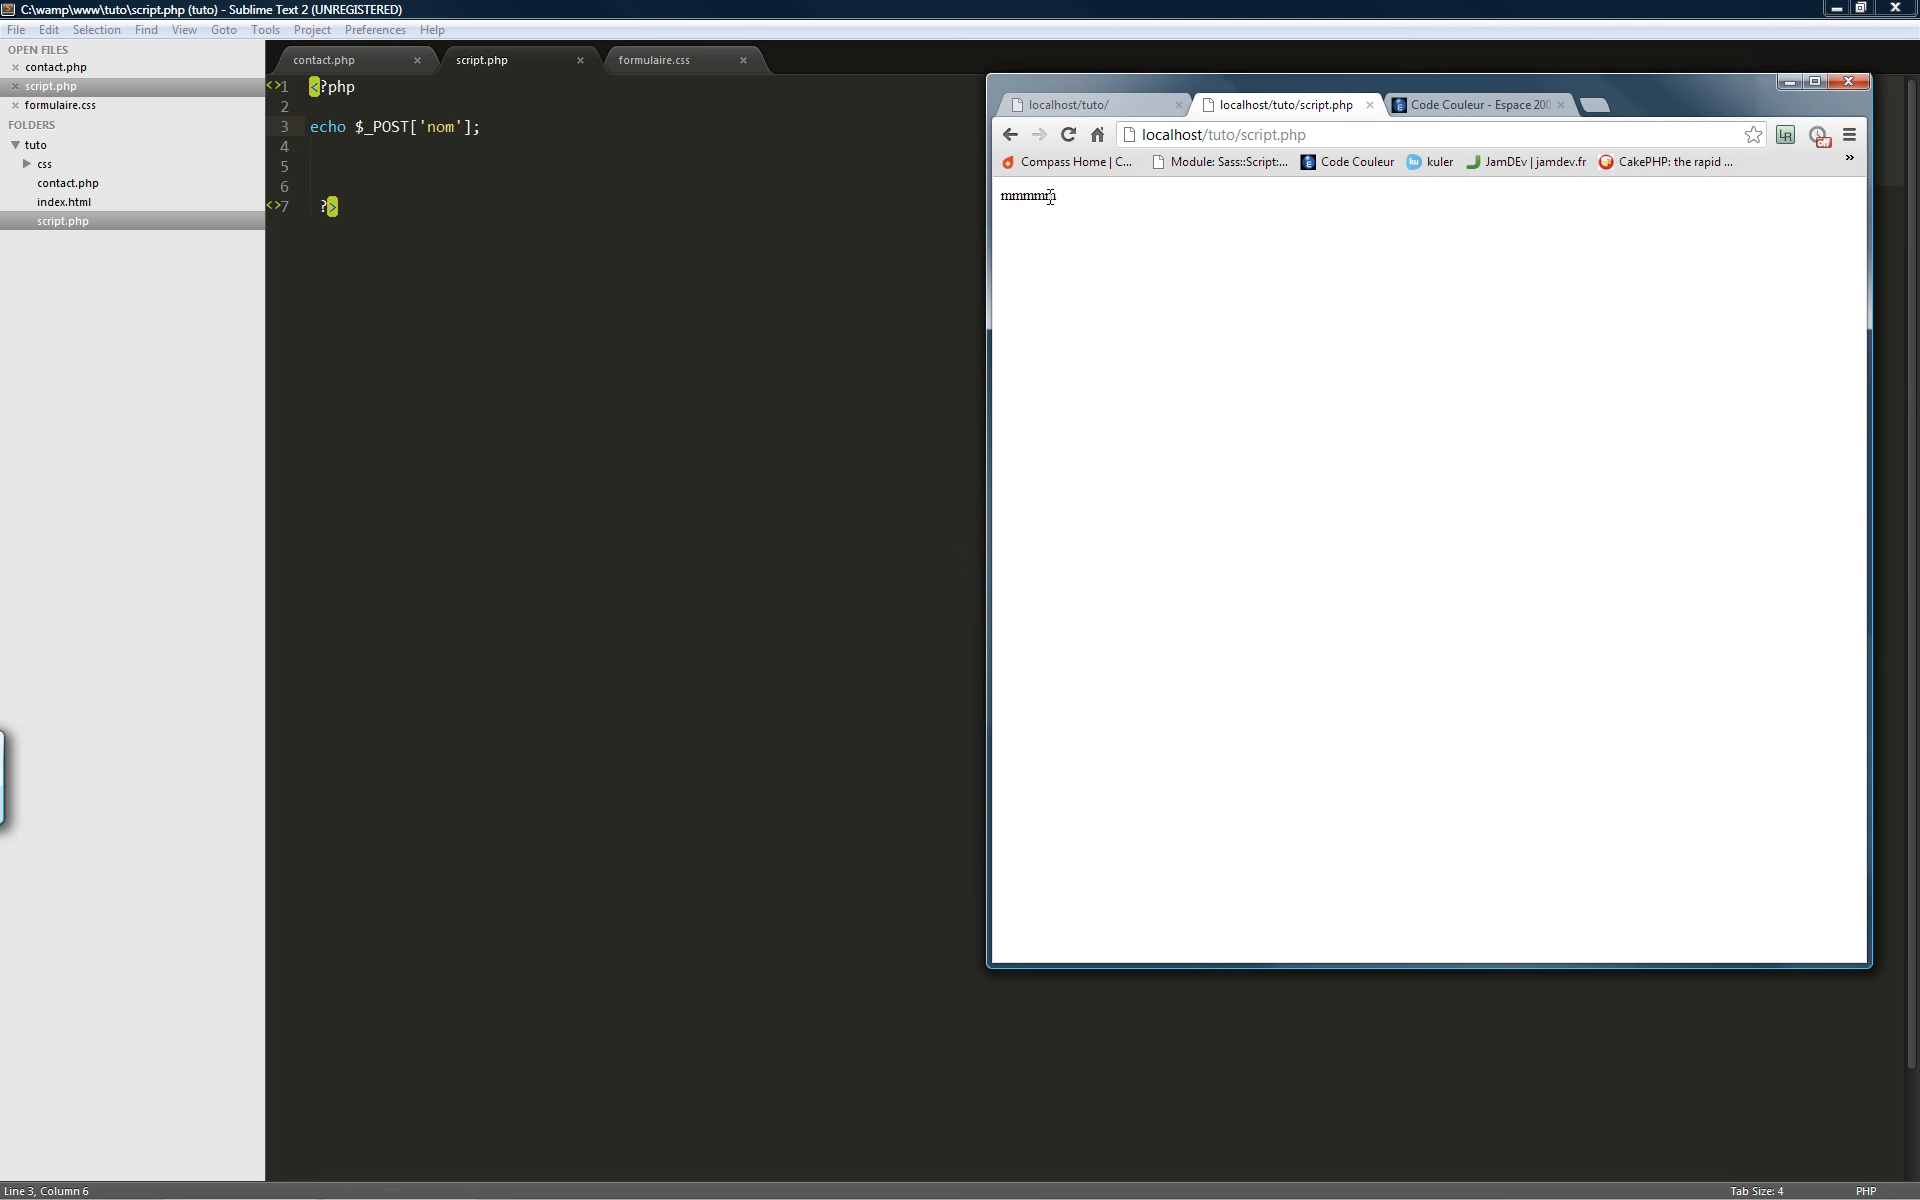 C:\wamp\www\tuto\script.php (tuto) - Sublime Text 2 (UNREGISTERED)
File Edit Selection Find View Goto Tools Project Preferences Help
OPEN FILES
contact.php
script.php
formulaire.css
FOLDERS
tuto
css
contact.php
index.html
script.php
contact.php script.php formulaire.css
1 <?php
2
3 echo $_POST['nom'];
4
5
6
7 ?>
localhost/tuto/ localhost/tuto/script.php Code Couleur - Espace 200
localhost/tuto/script.php
LR off
Compass Home | C... Module: Sass::Script:... Code Couleur ku kuler JamDEv | jamdev.fr CakePHP: the rapid ... »
mmmmm
Line 3, Column 6 Tab Size: 4 PHP